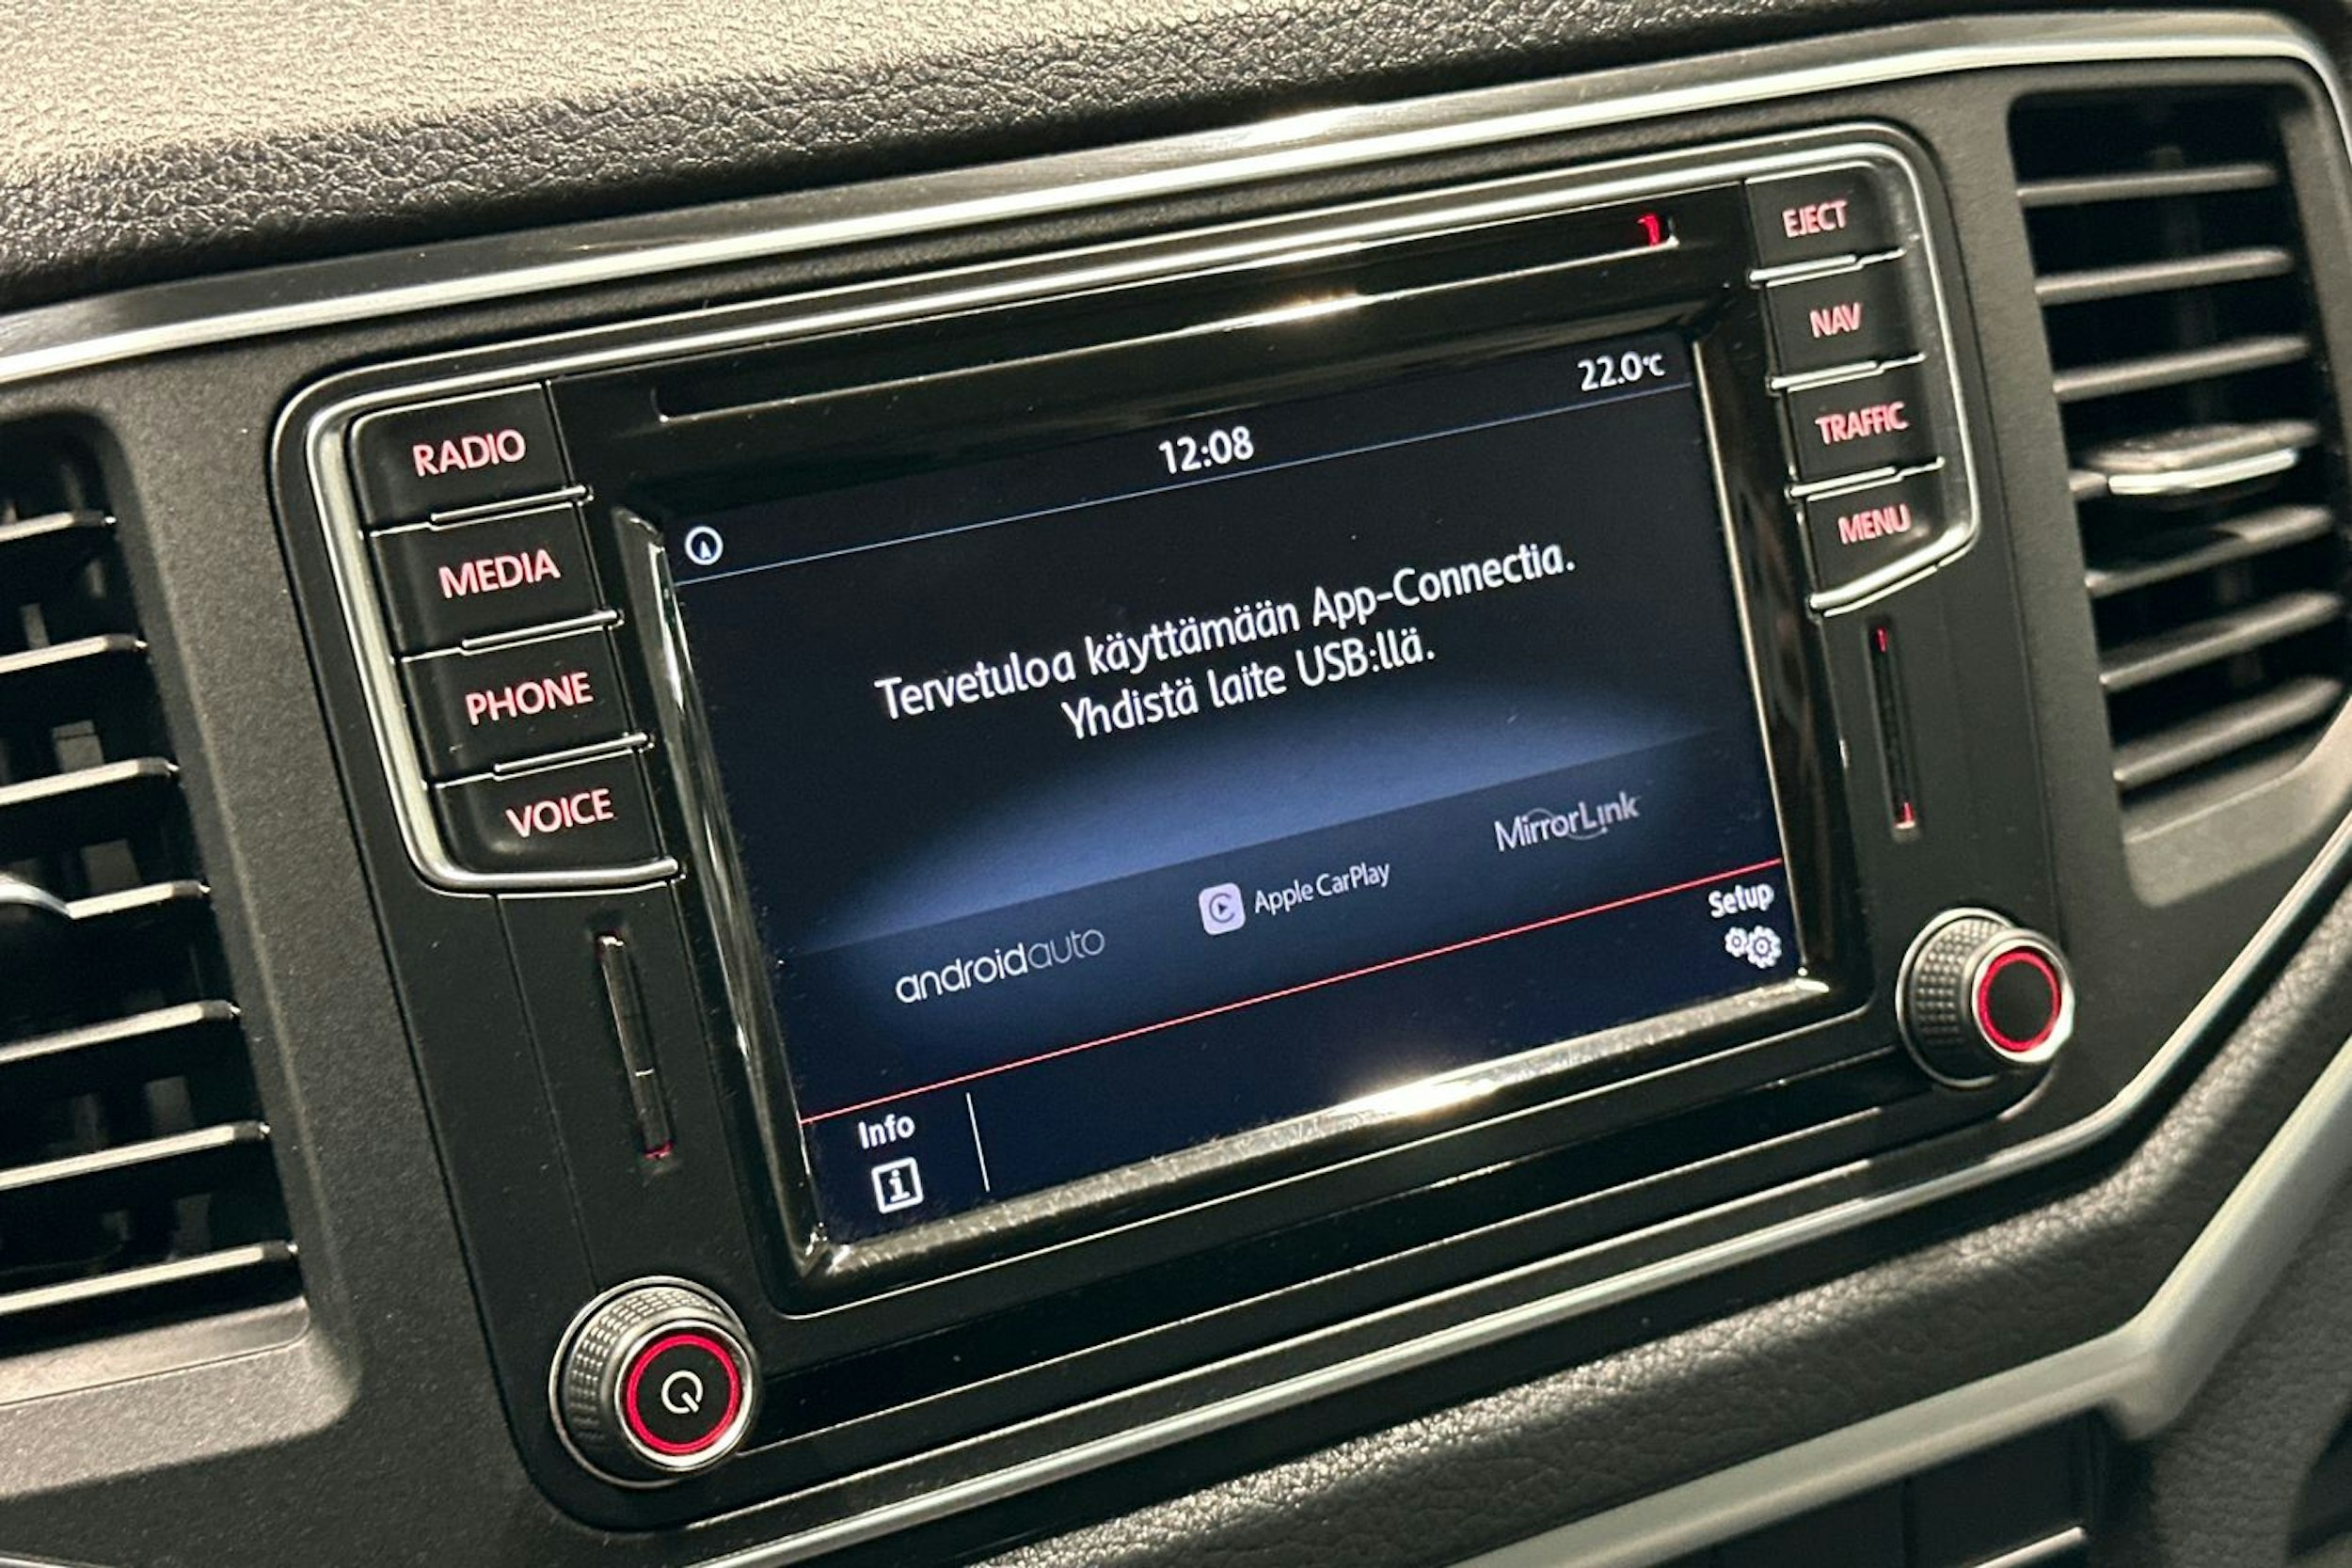 RADIO
MEDIA
PHONE
VOICE
EJECT
NAV
TRAFFIC
MENU
12:08
22.0°C
Tervetuloa käyttämään App-Connectia.
Yhdistä laite USB:llä.
androidauto
Apple CarPlay
MirrorLink
Setup
Info